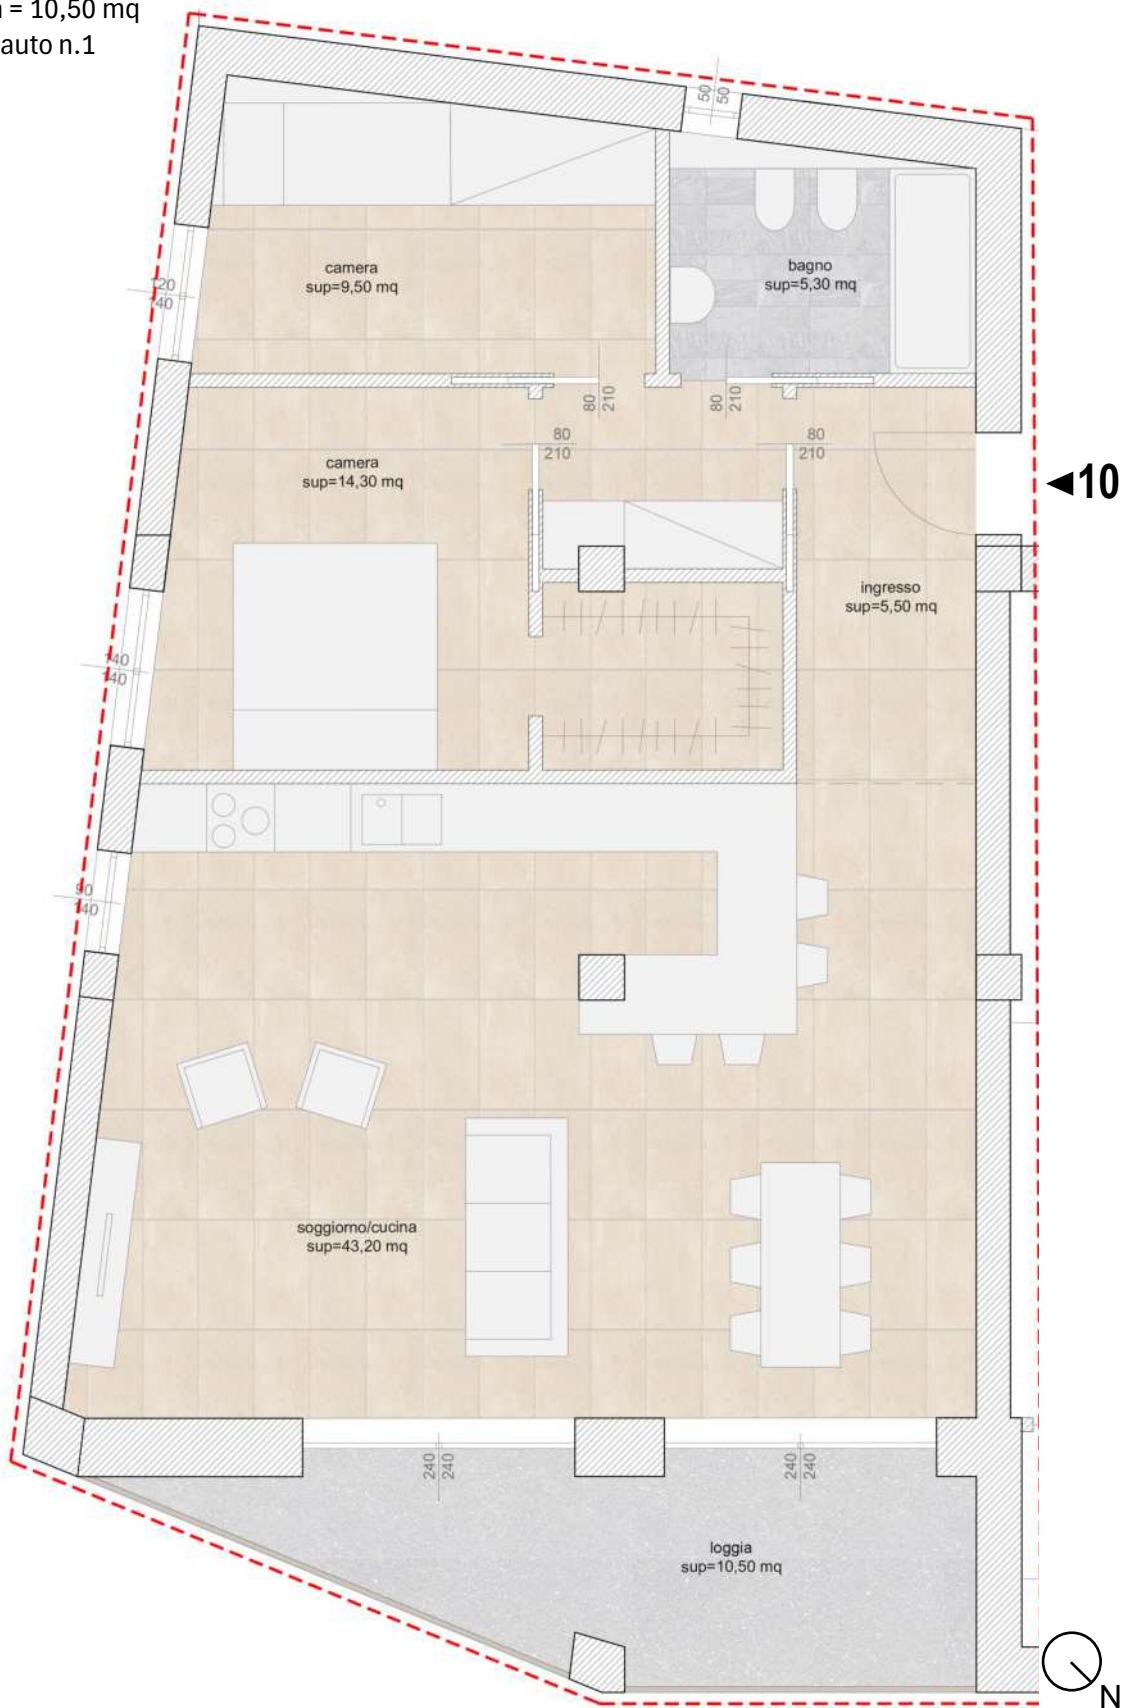 = 10,50 mq
auto n.1
50
50
camera
sup=9,50 mq
bagno
sup=5,30 mq
120
140
80
210
80
210
80
210
80
210
camera
sup=14,30 mq
◄10
ingresso
sup=5,50 mq
140
140
90
140
soggiorno/cucina
sup=43,20 mq
240
240
240
240
loggia
sup=10,50 mq
N